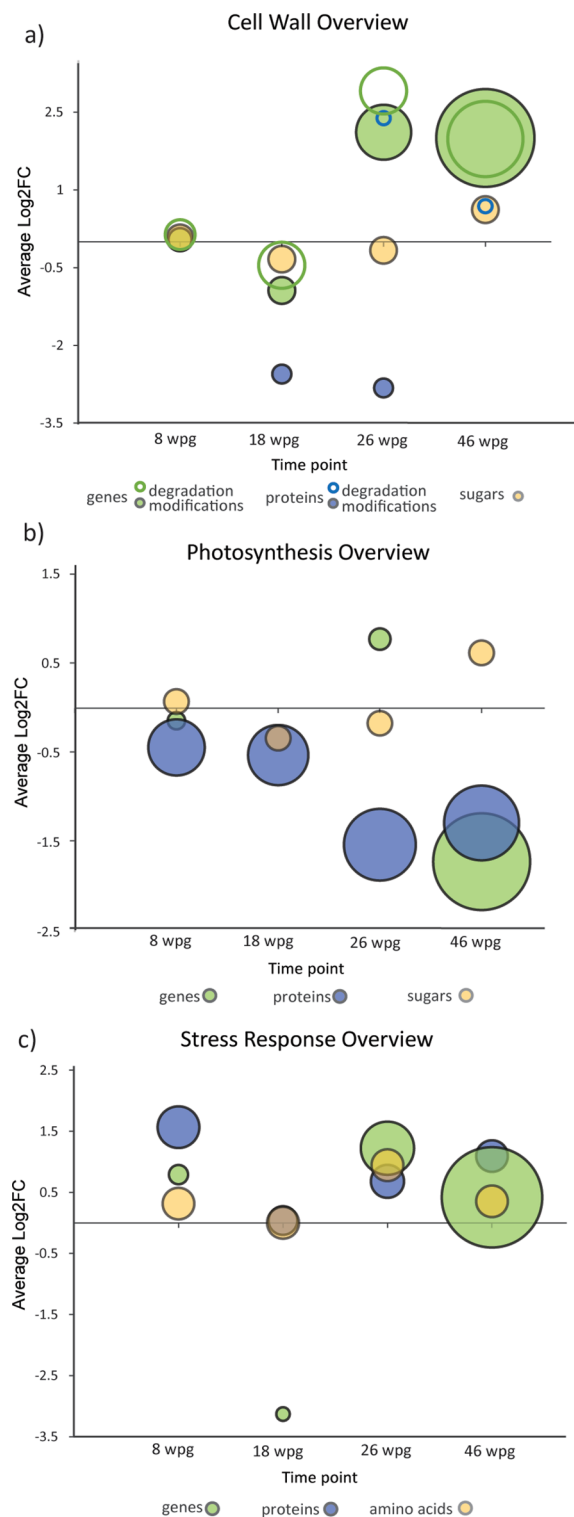 a)
Cell Wall Overview
2.5
1
-0.5
-2
-3.5
Average Log2FC
8 wpg 18 wpg 26 wpg 46 wpg
Time point
genes degradation proteins degradation sugars
modifications modifications
b)
Photosynthesis Overview
1.5
0.5
-0.5
-1.5
-2.5
Average Log2FC
8 wpg 18 wpg 26 wpg 46 wpg
Time point
genes proteins sugars
c)
Stress Response Overview
2.5
1.5
0.5
-0.5
-1.5
-2.5
-3.5
Average Log2FC
8 wpg 18 wpg 26 wpg 46 wpg
Time point
genes proteins amino acids